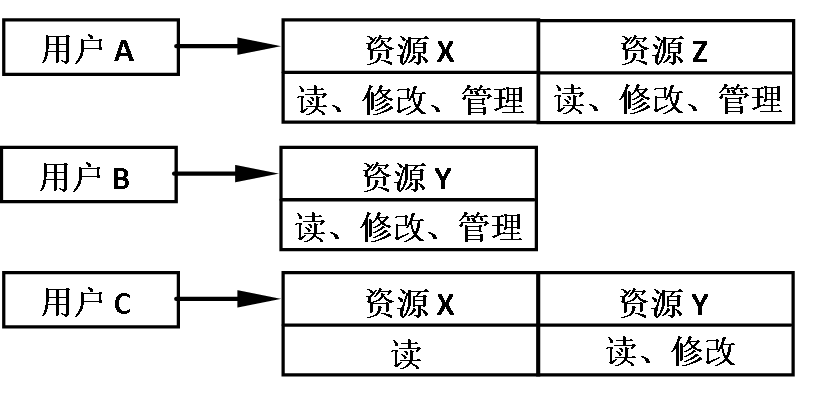 用户 A 资源 X 资源 Z
读、修改、管理 读、修改、管理
用户 B 资源 Y
读、修改、管理
用户 C 资源 X 资源 Y
读 读、修改